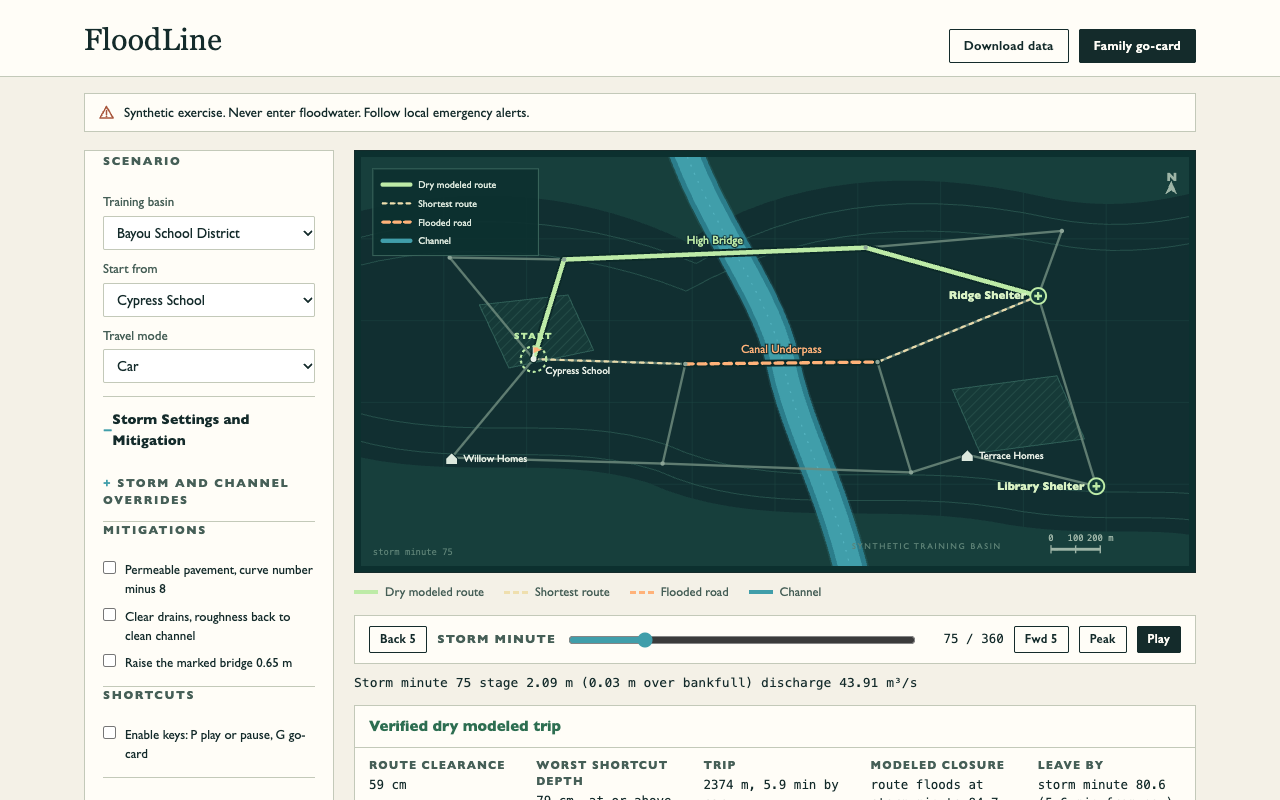 FloodLine
Download data
Family go-card
Synthetic exercise. Never enter floodwater. Follow local emergency alerts.
SCENARIO
Training basin
Bayou School District
Start from
Cypress School
Travel mode
Car
Storm Settings and
Mitigation
+ STORM AND CHANNEL
OVERRIDES
MITIGATIONS
Permeable pavement, curve number
minus 8
Clear drains, roughness back to
clean channel
Raise the marked bridge 0.65 m
SHORTCUTS
Enable keys: P play or pause, G go-
card
Dry modeled route
Shortest route
Flooded road
Channel
N
High Bridge
Ridge Shelter
START
Canal Underpass
Cypress School
Willow Homes
Terrace Homes
Library Shelter
storm minute 75
SYNTHETIC TRAINING BASIN
0 100 200 m
Dry modeled route
Shortest route
Flooded road
Channel
Back 5
STORM MINUTE
75 / 360
Fwd 5
Peak
Play
Storm minute 75 stage 2.09 m (0.03 m over bankfull) discharge 43.91 m³/s
Verified dry modeled trip
ROUTE CLEARANCE
59 cm
WORST SHORTCUT
DEPTH
79 cm, at or above
TRIP
2374 m, 5.9 min by
MODELED CLOSURE
route floods at
LEAVE BY
storm minute 80.6